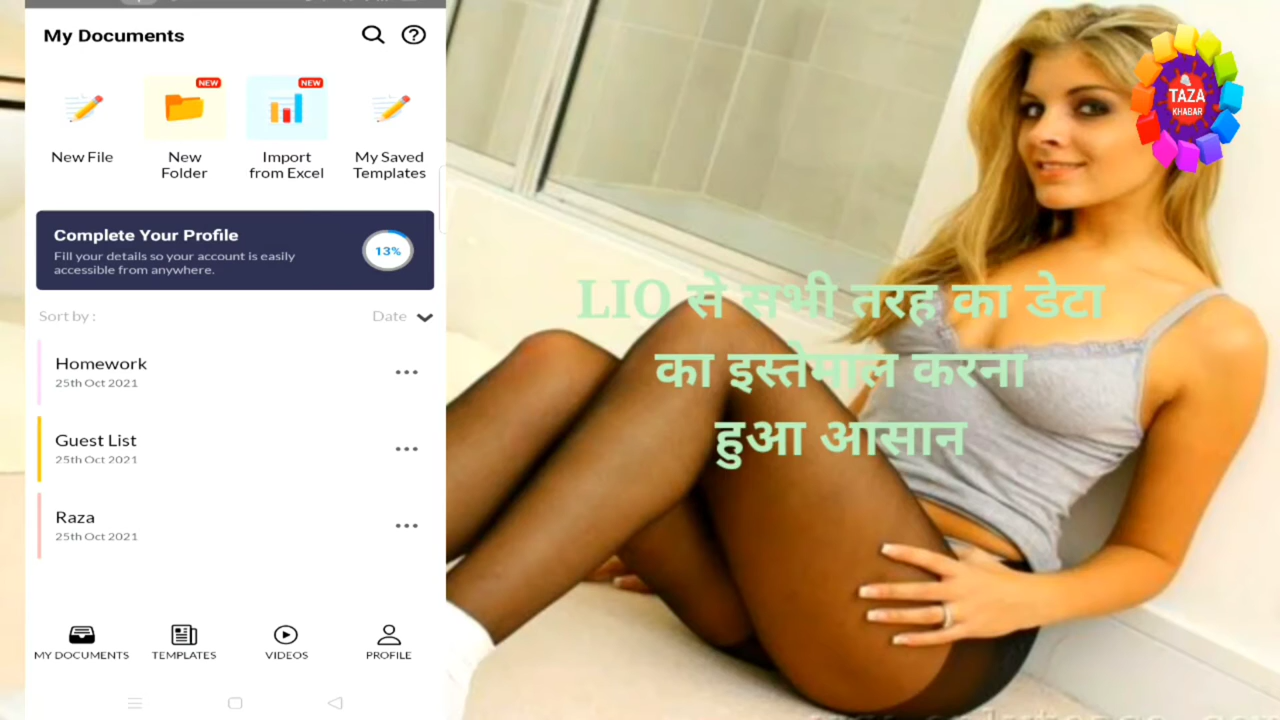 My Documents
NEW
NEW
New File
New
Folder
Import
from Excel
My Saved
Templates
Complete Your Profile
Fill your details so your account is easily
accessible from anywhere.
13%
Sort by :
Date
Homework
25th Oct 2021
Guest List
25th Oct 2021
Raza
25th Oct 2021
MY DOCUMENTS
TEMPLATES
VIDEOS
PROFILE
TAZA
KHABAR
LIO से सभी तरह का डेटा
का इस्तेमाल करना
हुआ आसान